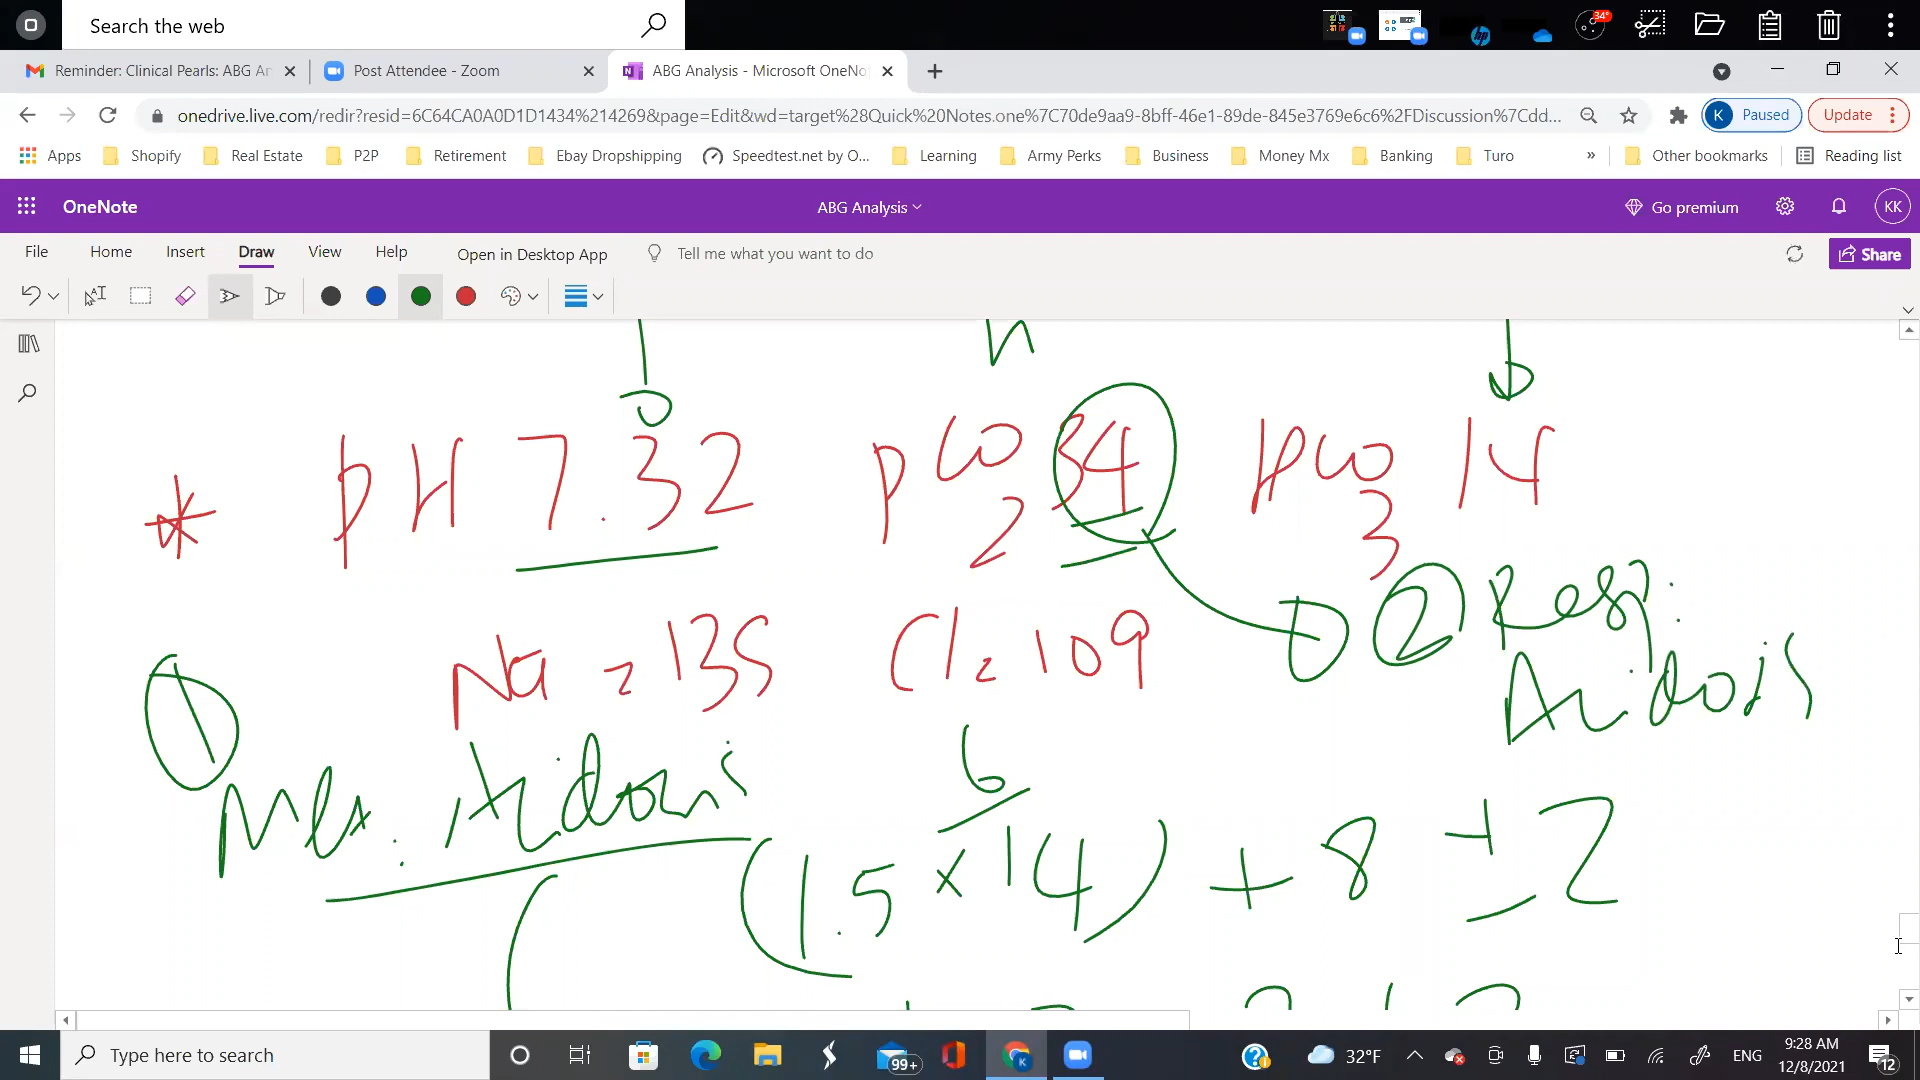 Search the web
34°
Reminder: Clinical Pearls: ABG An
Post Attendee - Zoom
ABG Analysis - Microsoft OneNo
onedrive.live.com/redir?resid=6C64CA0A0D1D1434%214269&page=Edit&wd=target%28Quick%20Notes.one%7C70de9aa9-8bff-46e1-89de-845e3769e6c6%2FDiscussion%7Cdd...
K Paused
Update
Apps Shopify Real Estate P2P Retirement Ebay Dropshipping Speedtest.net by O... Learning Army Perks Business Money Mx Banking Turo » Other bookmarks Reading list
OneNote
ABG Analysis
Go premium
KK
File Home Insert Draw View Help Open in Desktop App Tell me what you want to do
Share
* pH 7.32 pCO2 34 HCO3 14
Na = 135 Cl = 109
② Resp.
Acidosis
①
Met. Acidosis
(1.5 × 14) + 8 ± 2
Type here to search
99+
32°F
ENG
9:28 AM
12/8/2021
12